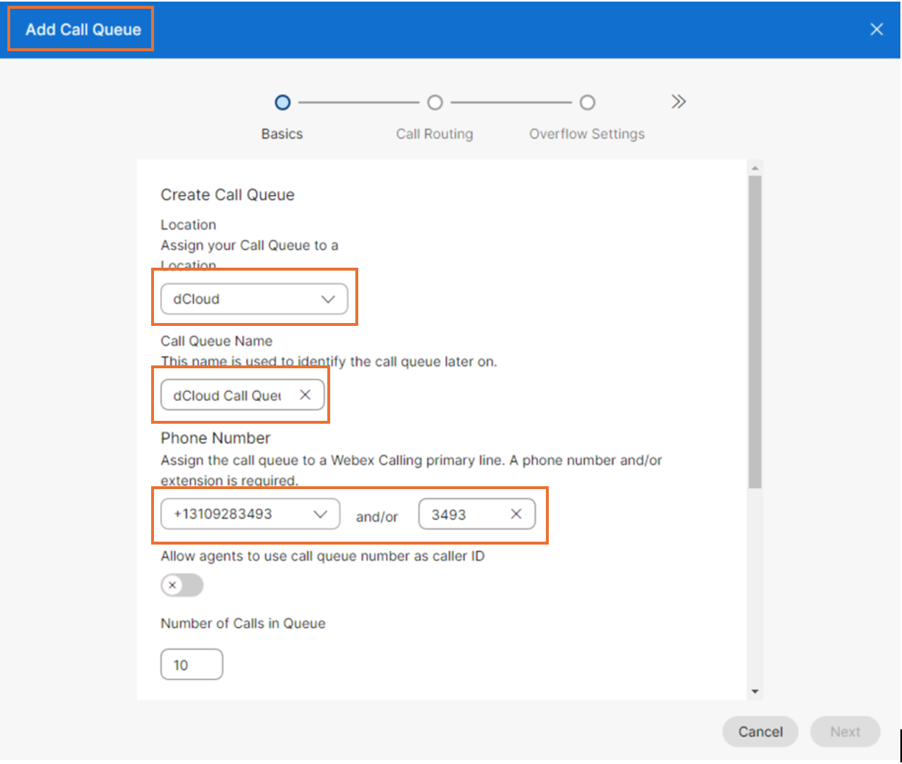 Add Call Queue
Basics
Call Routing
Overflow Settings
Create Call Queue
Location
Assign your Call Queue to a
Location
dCloud
Call Queue Name
This name is used to identify the call queue later on.
dCloud Call Que
Phone Number
Assign the call queue to a Webex Calling primary line. A phone number and/or
extension is required.
+13109283493 and/or 3493
Allow agents to use call queue number as caller ID
Number of Calls in Queue
10
Cancel Next